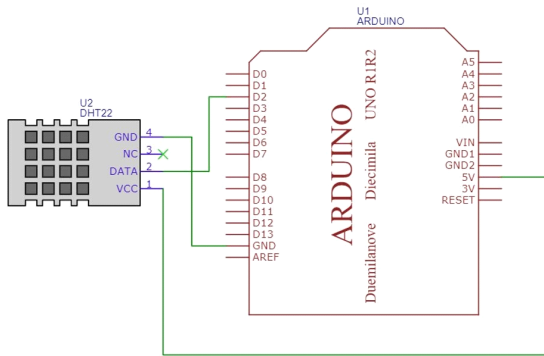 U1
ARDUINO
U2
DHT22
GND 4
NC 3
DATA 2
VCC 1
D0
D1
D2
D3
D4
D5
D6
D7
D8
D9
D10
D11
D12
D13
GND
AREF
ARDUINO
Duemilanove Diecimila UNO R1R2
A5
A4
A3
A2
A1
A0
VIN
GND1
GND2
5V
3V
RESET